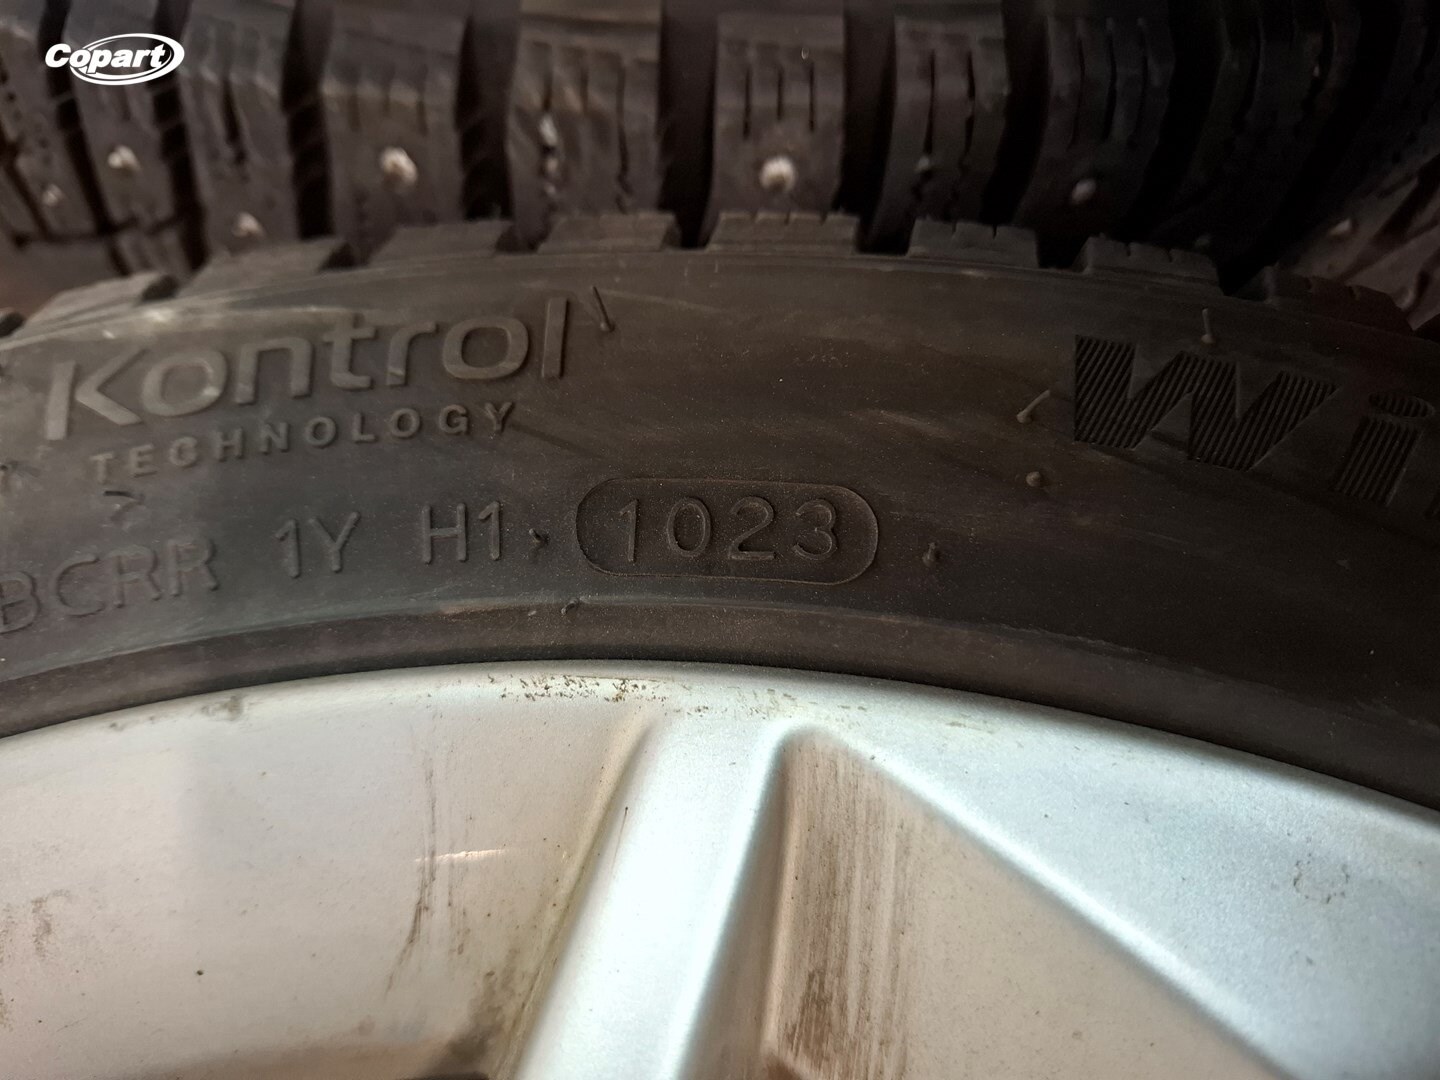 Copart
Kontrol
TECHNOLOGY
BCRR 1Y H1 1023